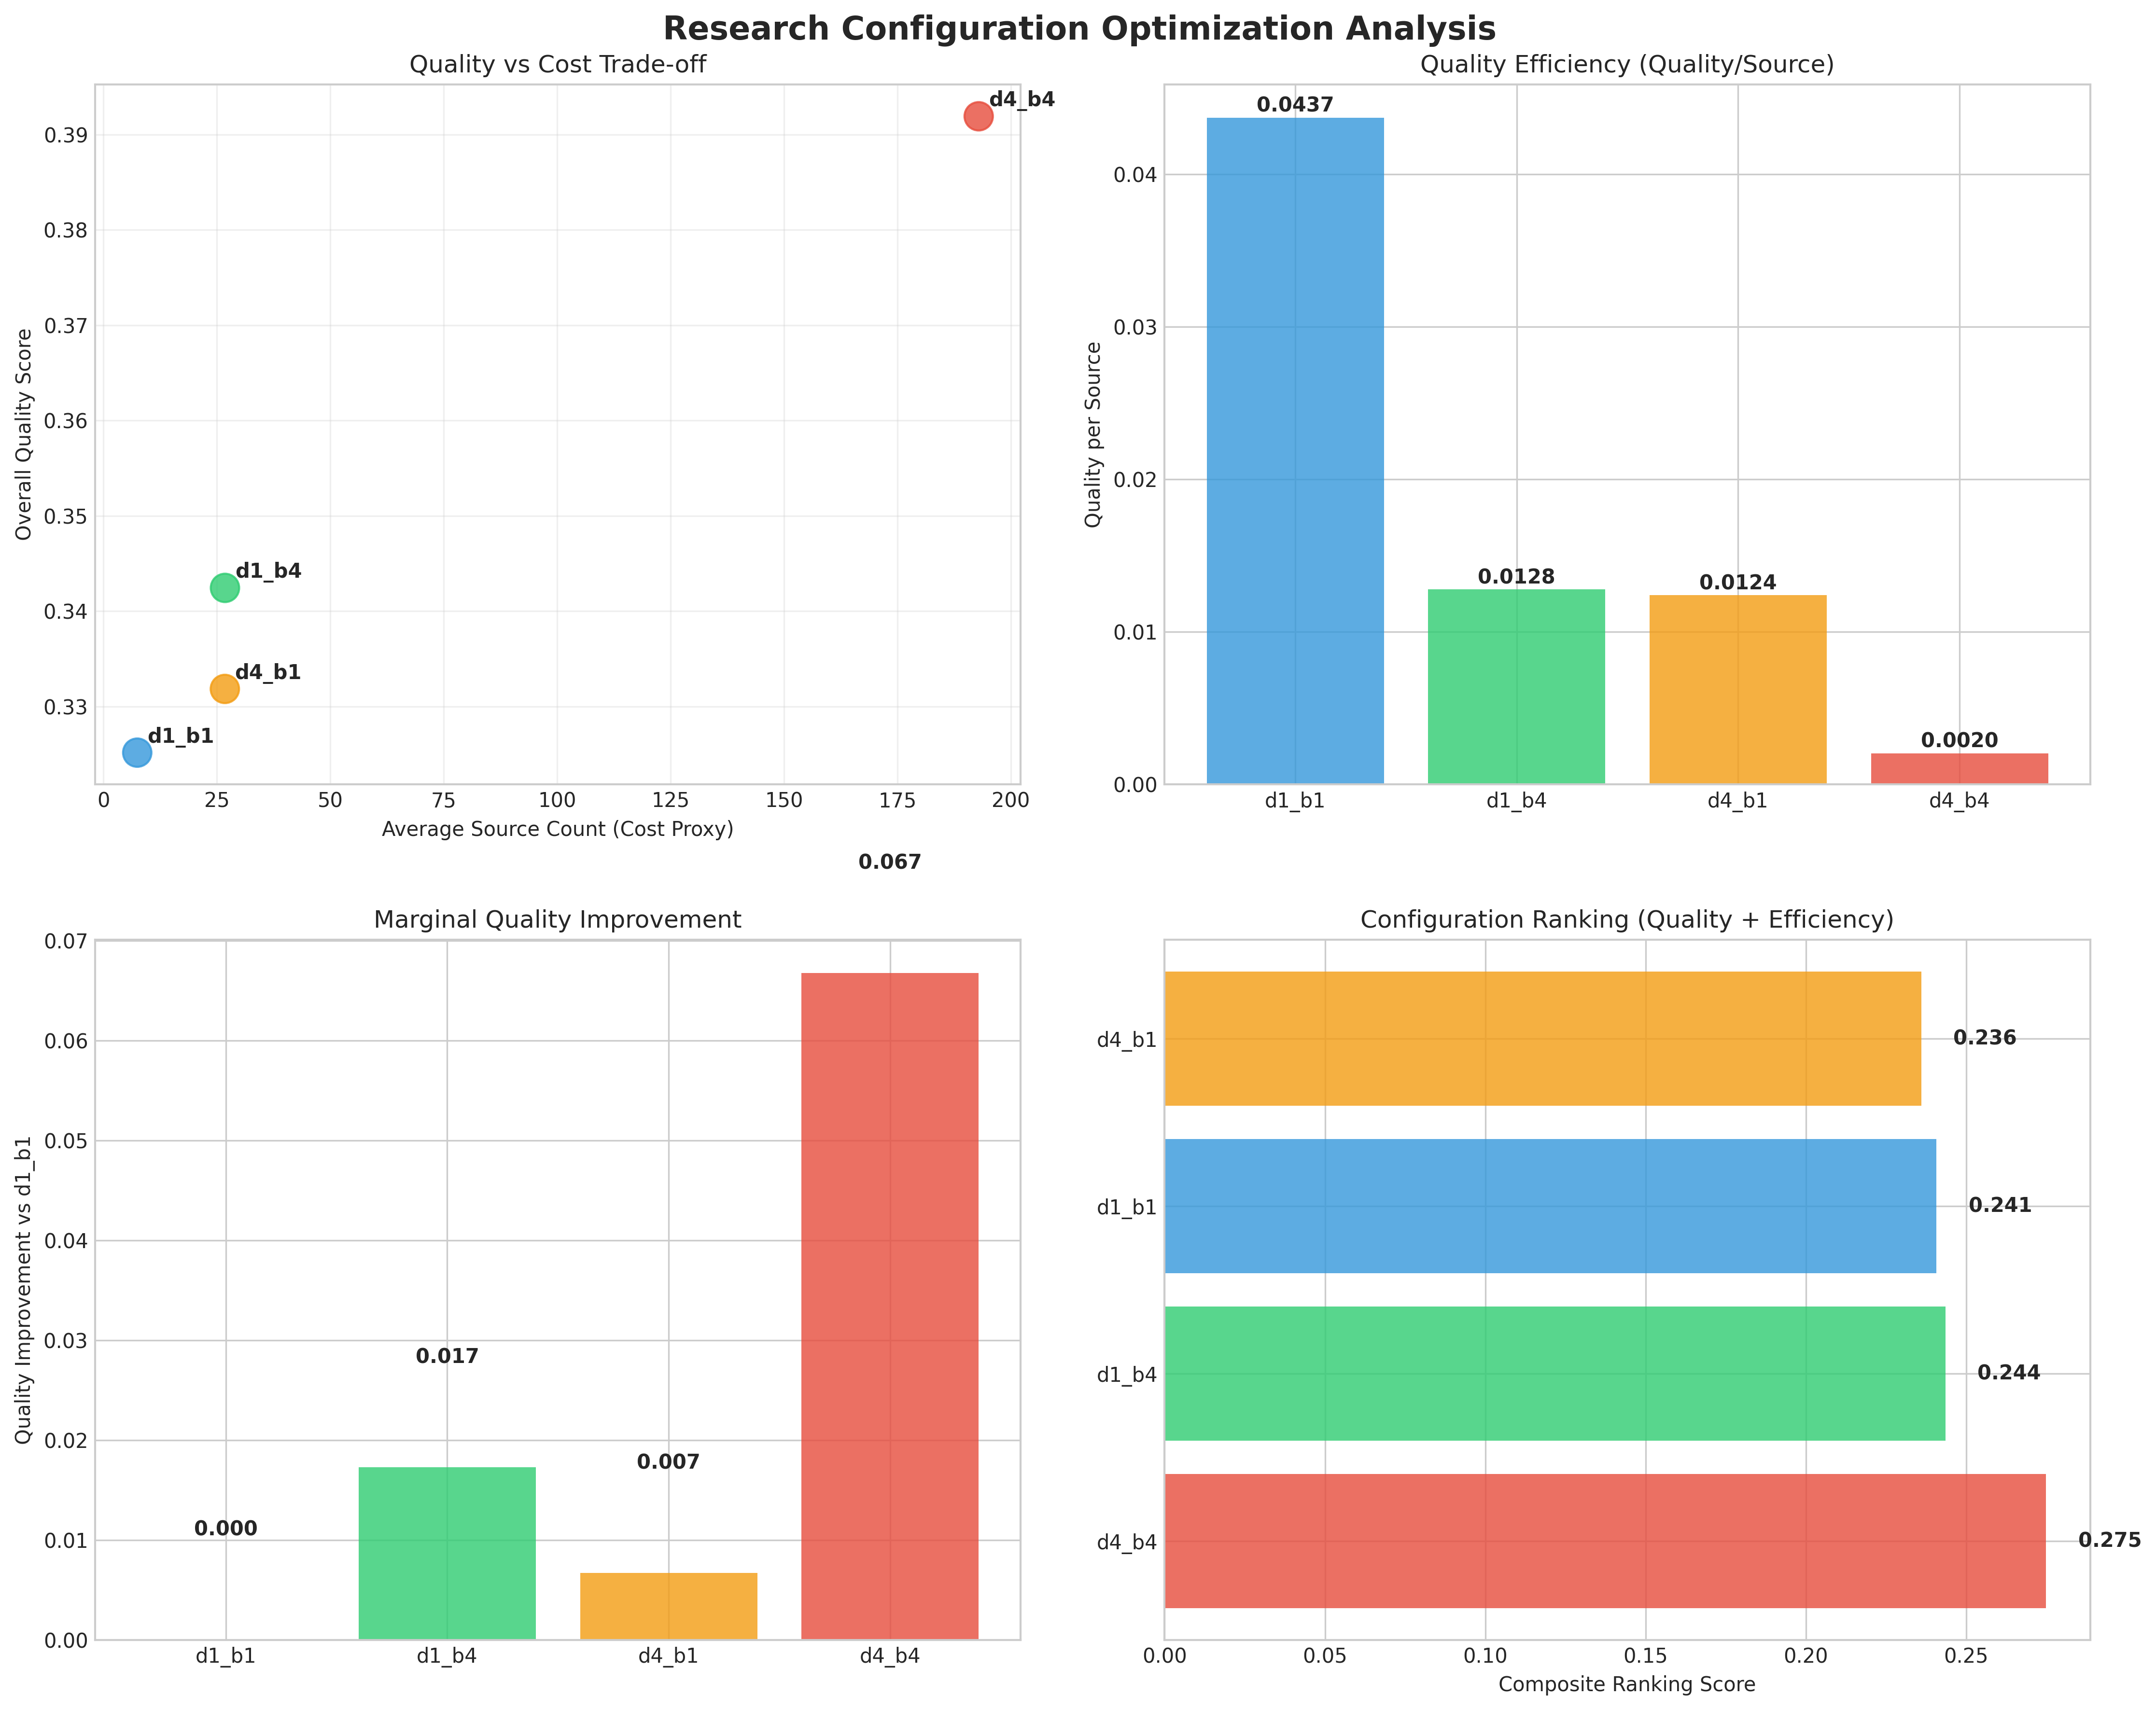 Research Configuration Optimization Analysis
Quality vs Cost Trade-off
Overall Quality Score
0.39
0.38
0.37
0.36
0.35
0.34
0.33
d4_b4
d1_b4
d4_b1
d1_b1
0 25 50 75 100 125 150 175 200
Average Source Count (Cost Proxy)
Quality Efficiency (Quality/Source)
Quality per Source
0.04
0.03
0.02
0.01
0.00
0.0437
0.0128
0.0124
0.0020
d1_b1 d1_b4 d4_b1 d4_b4
Marginal Quality Improvement
Quality Improvement vs d1_b1
0.07
0.06
0.05
0.04
0.03
0.02
0.01
0.00
0.067
0.017
0.007
0.000
d1_b1 d1_b4 d4_b1 d4_b4
Configuration Ranking (Quality + Efficiency)
d4_b1 0.236
d1_b1 0.241
d1_b4 0.244
d4_b4 0.275
0.00 0.05 0.10 0.15 0.20 0.25
Composite Ranking Score